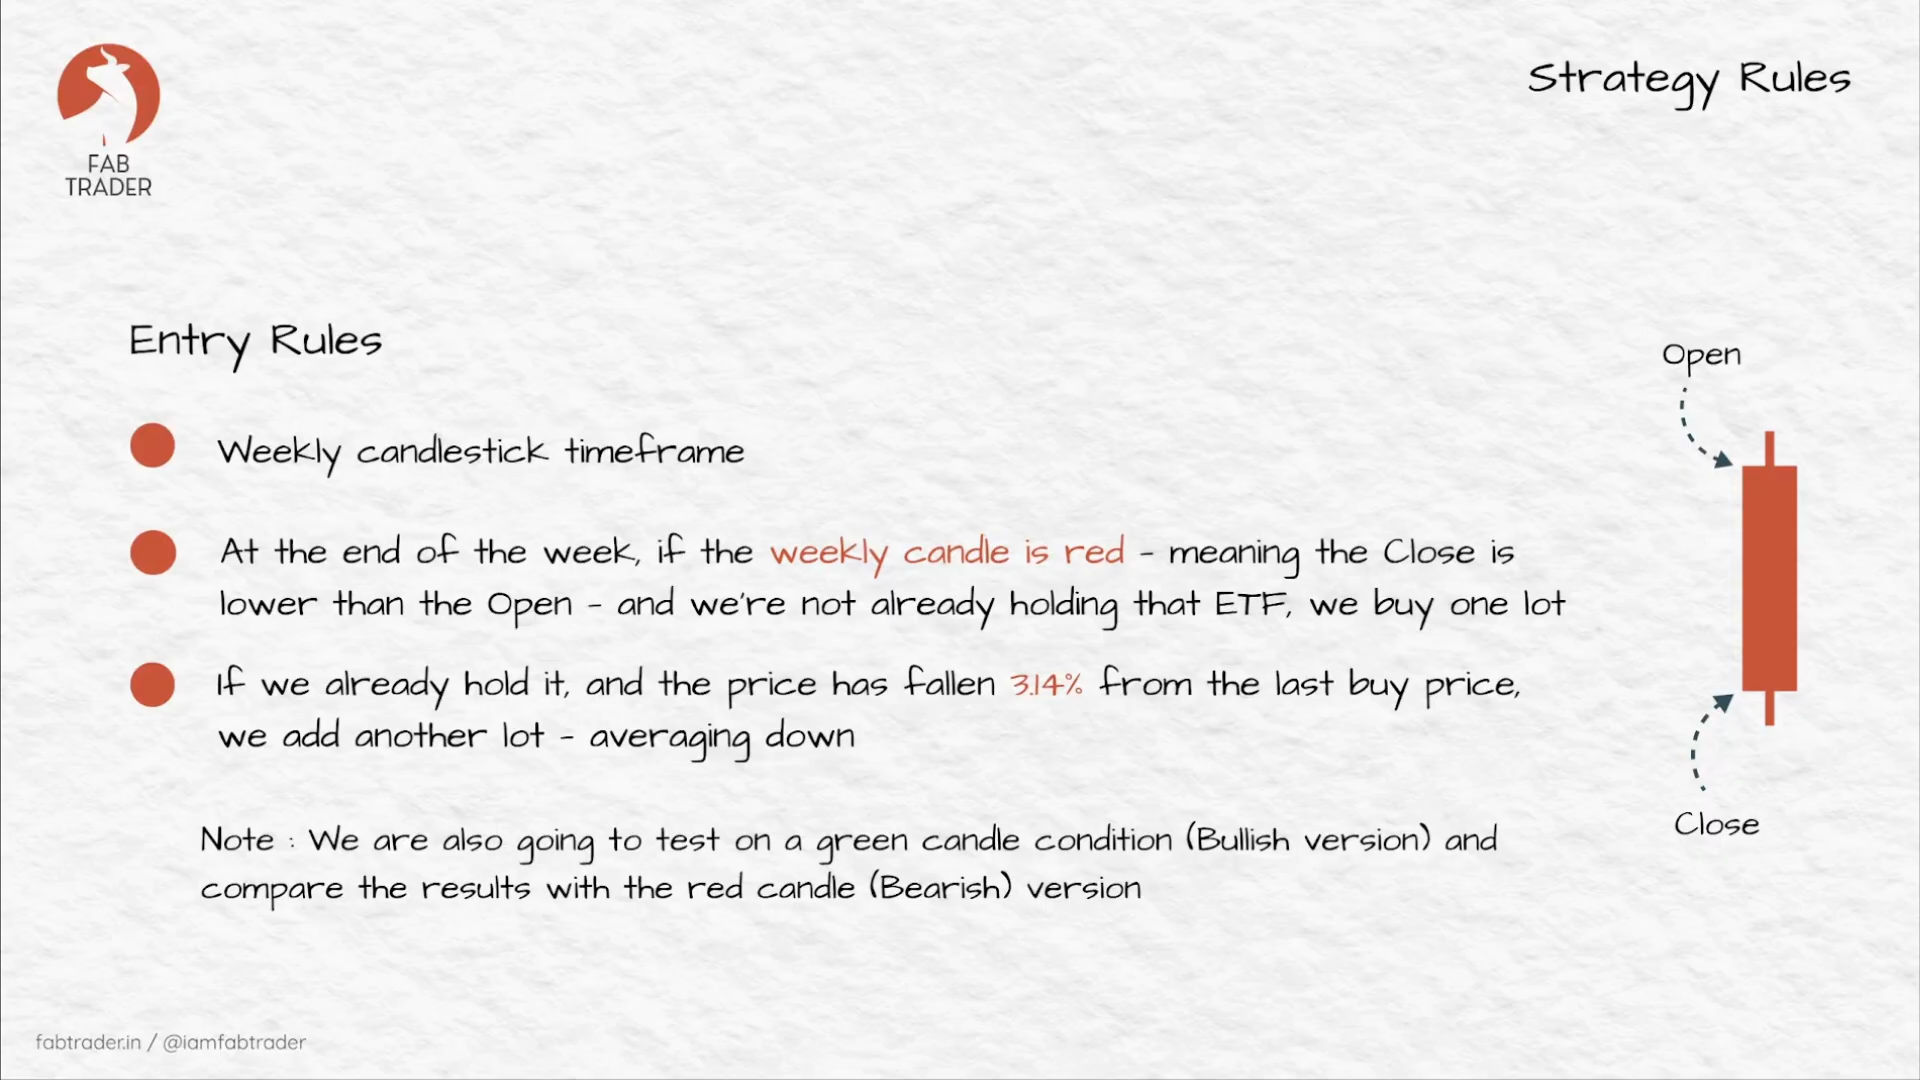 FAB
TRADER
Strategy Rules
Entry Rules
Weekly candlestick timeframe
At the end of the week, if the weekly candle is red - meaning the Close is
lower than the Open - and we're not already holding that ETF, we buy one lot
If we already hold it, and the price has fallen 3.14% from the last buy price,
we add another lot - averaging down
Note : We are also going to test on a green candle condition (Bullish version) and
compare the results with the red candle (Bearish) version
Open
Close
fabtrader.in / @iamfabtrader